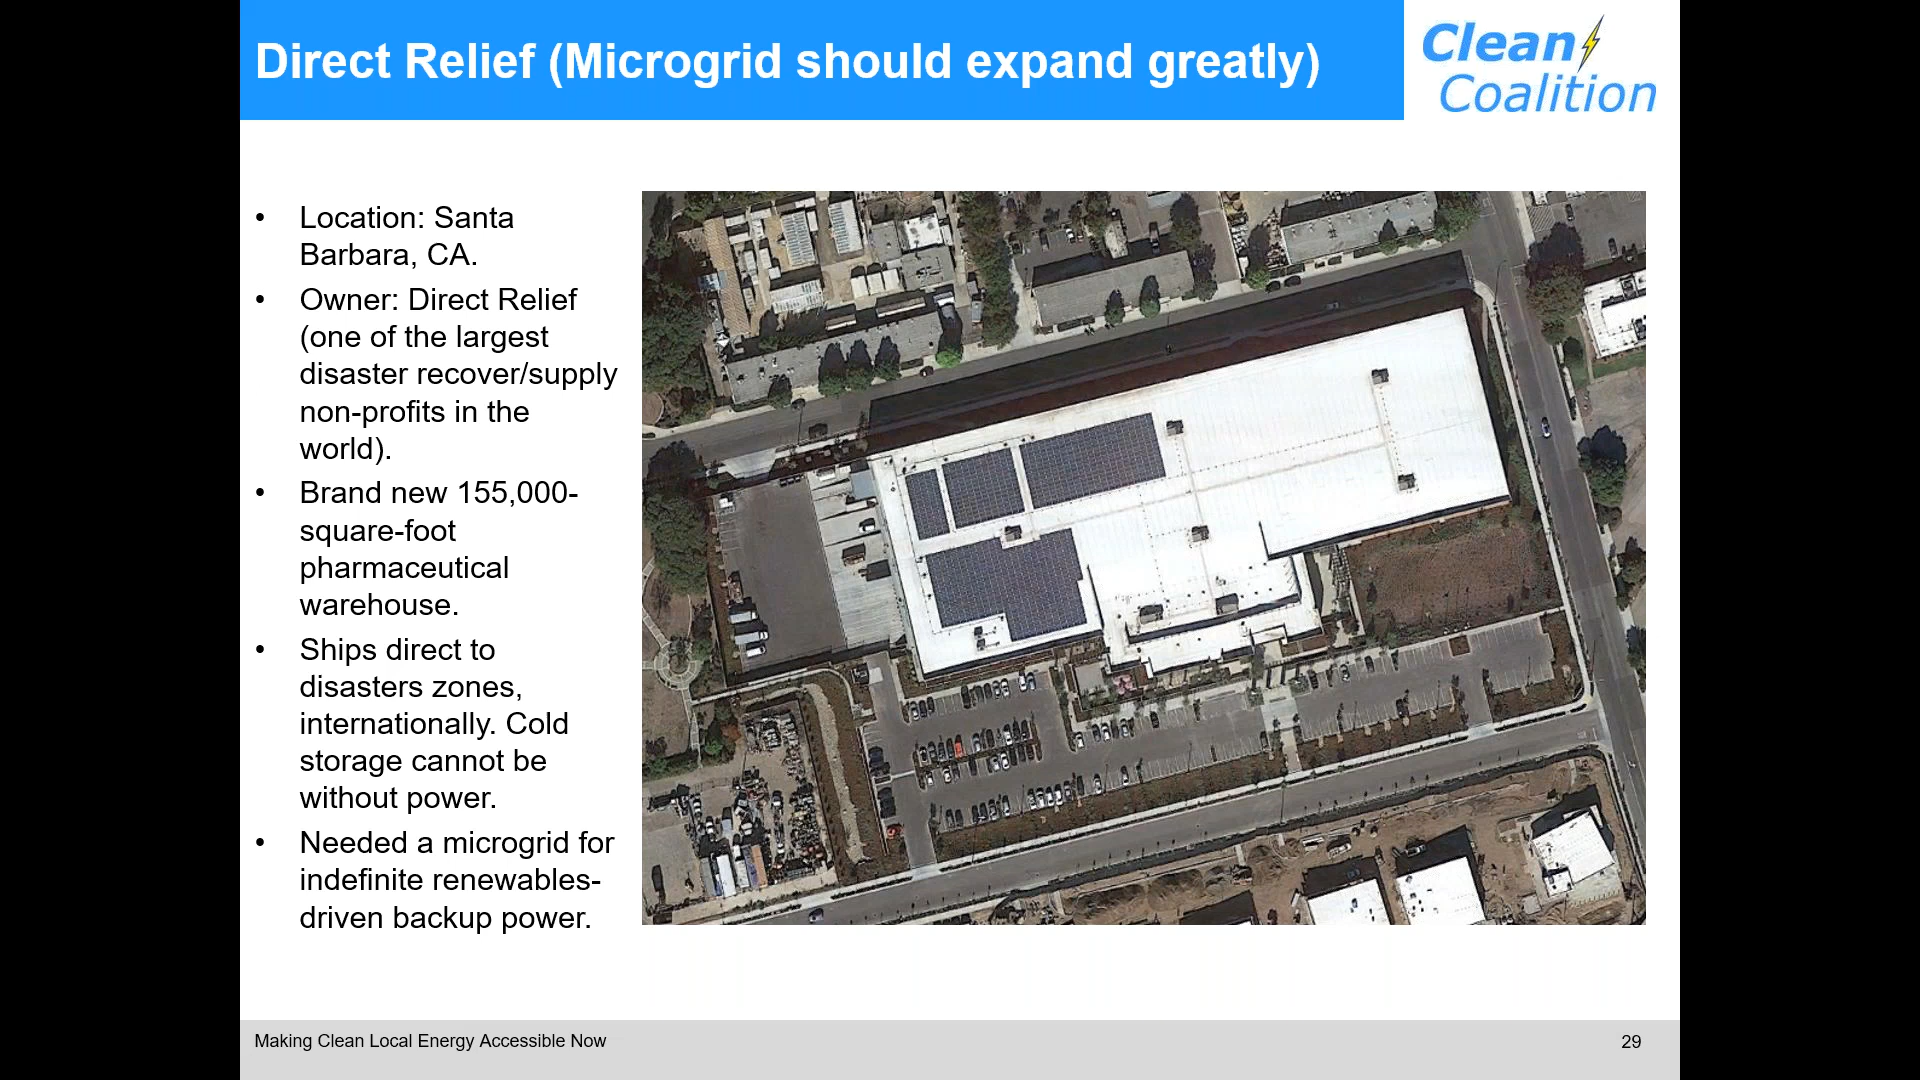 Direct Relief (Microgrid should expand greatly)
Clean
Coalition
• Location: Santa
Barbara, CA.
• Owner: Direct Relief
(one of the largest
disaster recover/supply
non-profits in the
world).
• Brand new 155,000-
square-foot
pharmaceutical
warehouse.
• Ships direct to
disasters zones,
internationally. Cold
storage cannot be
without power.
• Needed a microgrid for
indefinite renewables-
driven backup power.
Making Clean Local Energy Accessible Now
29